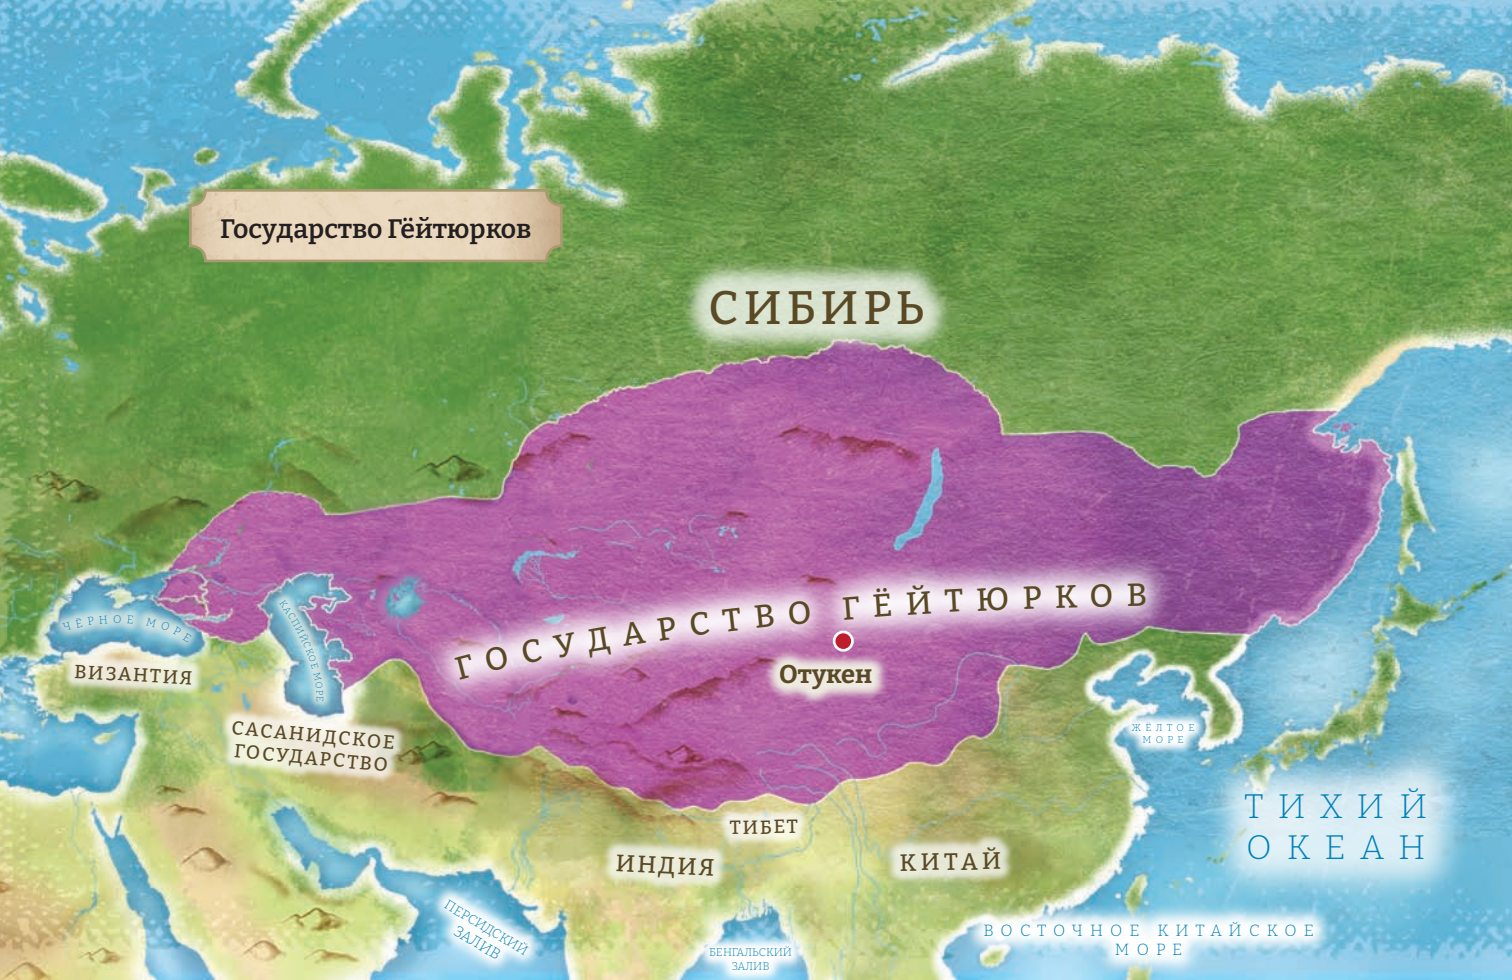 Государство Гёйтюрков
СИБИРЬ
ГОСУДАРСТВО ГЁЙТЮРКОВ
Отукен
ЧЁРНОЕ МОРЕ
КАСПИЙСКОЕ МОРЕ
ВИЗАНТИЯ
САСАНИДСКОЕ
ГОСУДАРСТВО
ЖЁЛТОЕ
МОРЕ
ТИХИЙ
ОКЕАН
ТИБЕТ
ИНДИЯ
КИТАЙ
ПЕРСИДСКИЙ
ЗАЛИВ
БЕНГАЛЬСКИЙ
ЗАЛИВ
ВОСТОЧНОЕ КИТАЙСКОЕ
МОРЕ